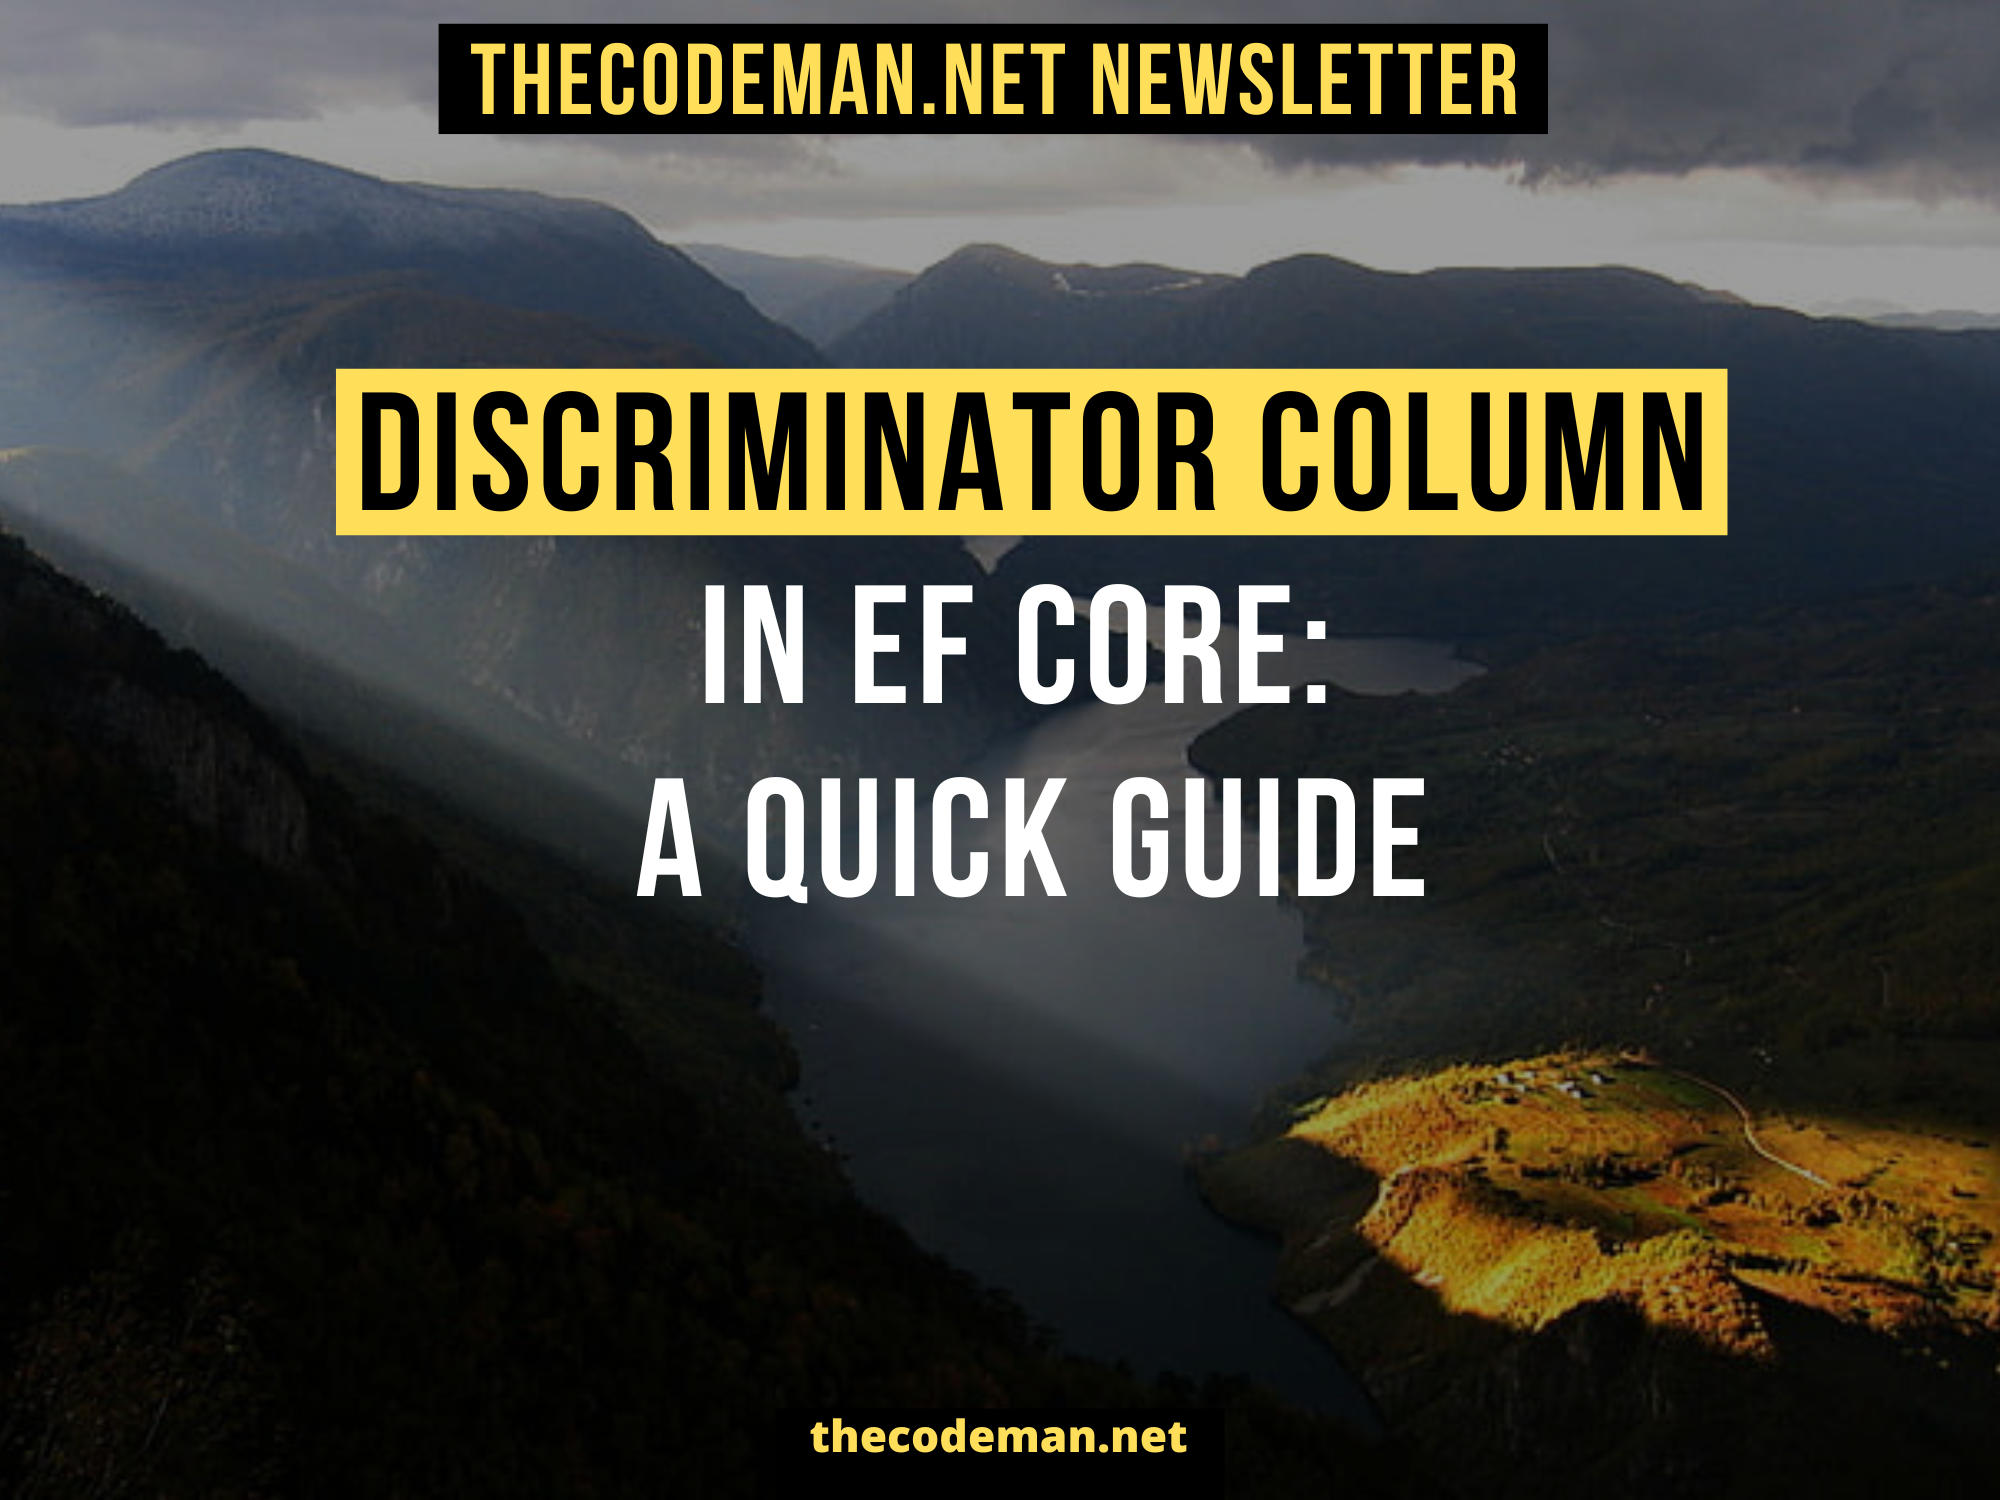 THECODEMAN.NET NEWSLETTER
DISCRIMINATOR COLUMN
IN EF CORE:
A QUICK GUIDE
thecodeman.net